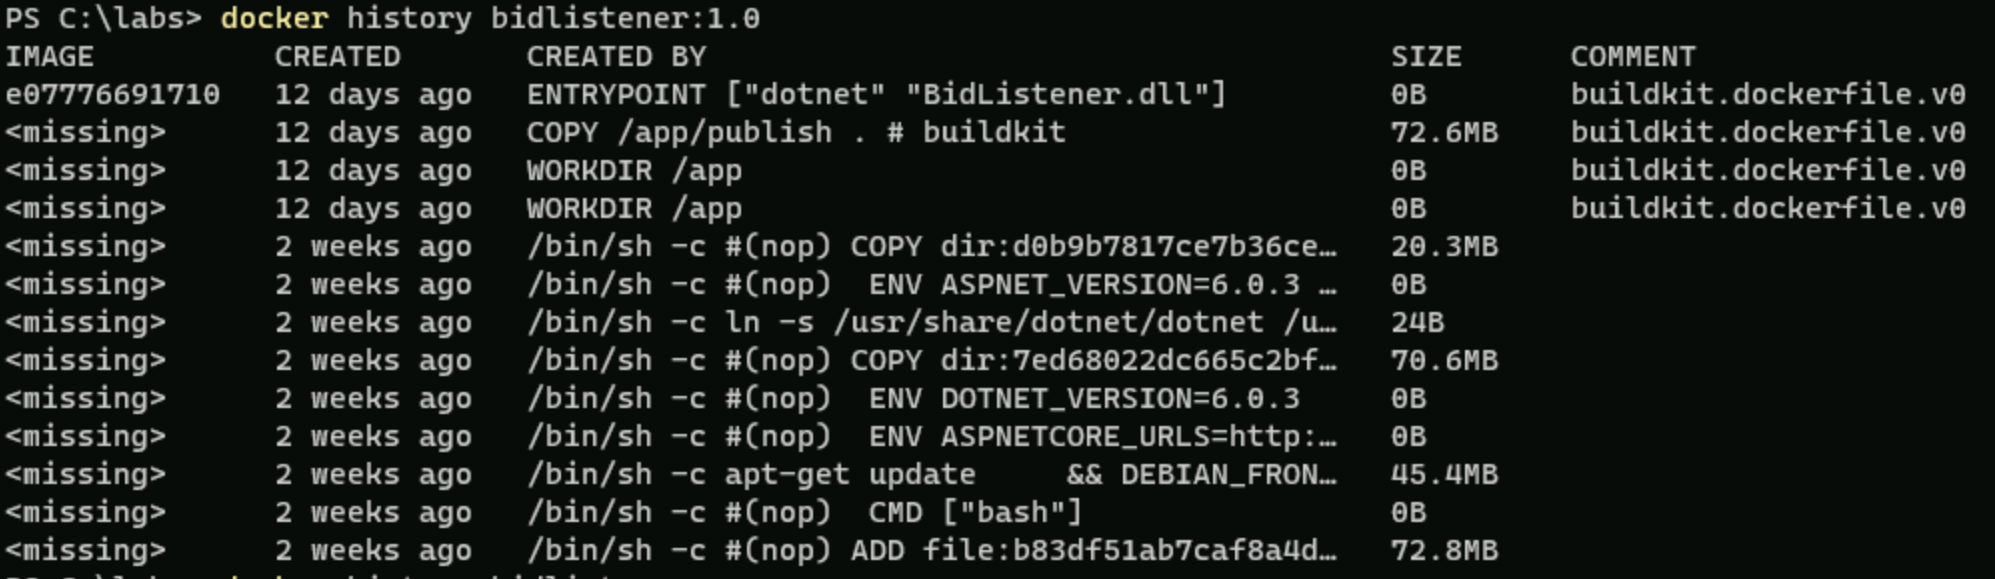 PS C:\labs> docker history bidlistener:1.0
IMAGE CREATED CREATED BY SIZE COMMENT
e07776691710 12 days ago ENTRYPOINT ["dotnet" "BidListener.dll"] 0B buildkit.dockerfile.v0
<missing> 12 days ago COPY /app/publish . # buildkit 72.6MB buildkit.dockerfile.v0
<missing> 12 days ago WORKDIR /app 0B buildkit.dockerfile.v0
<missing> 12 days ago WORKDIR /app 0B buildkit.dockerfile.v0
<missing> 2 weeks ago /bin/sh -c #(nop) COPY dir:d0b9b7817ce7b36ce… 20.3MB
<missing> 2 weeks ago /bin/sh -c #(nop)  ENV ASPNET_VERSION=6.0.3 … 0B
<missing> 2 weeks ago /bin/sh -c ln -s /usr/share/dotnet/dotnet /u… 24B
<missing> 2 weeks ago /bin/sh -c #(nop) COPY dir:7ed68022dc665c2bf… 70.6MB
<missing> 2 weeks ago /bin/sh -c #(nop)  ENV DOTNET_VERSION=6.0.3 0B
<missing> 2 weeks ago /bin/sh -c #(nop)  ENV ASPNETCORE_URLS=http:… 0B
<missing> 2 weeks ago /bin/sh -c apt-get update     && DEBIAN_FRON… 45.4MB
<missing> 2 weeks ago /bin/sh -c #(nop)  CMD ["bash"] 0B
<missing> 2 weeks ago /bin/sh -c #(nop) ADD file:b83df51ab7caf8a4d… 72.8MB